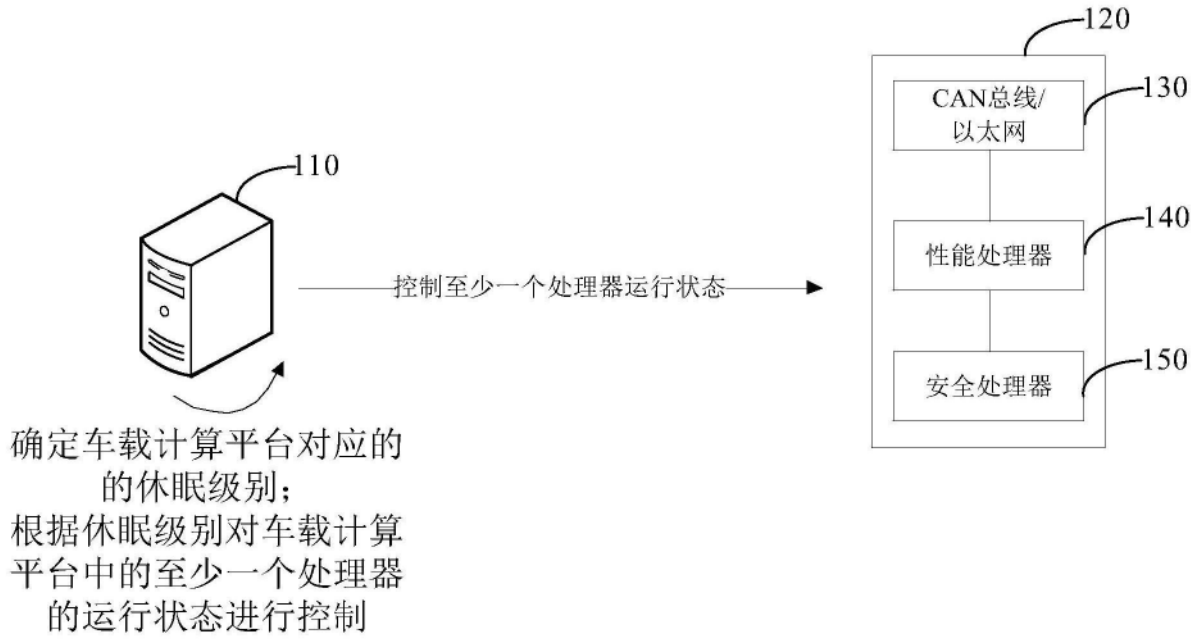 120
CAN总线/
以太网
130
110
性能处理器
140
控制至少一个处理器运行状态
安全处理器
150
确定车载计算平台对应的
的休眠级别；
根据休眠级别对车载计算
平台中的至少一个处理器
的运行状态进行控制